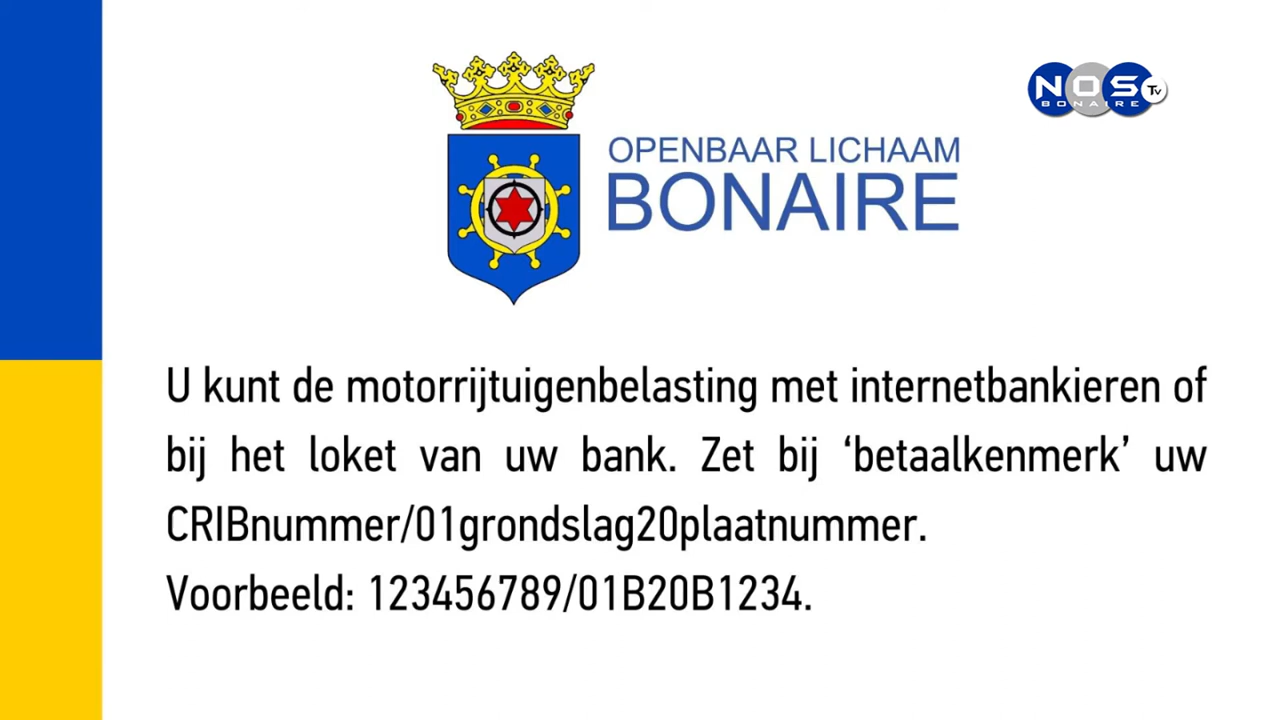 NOS TV
BONAIRE
OPENBAAR LICHAAM
BONAIRE
U kunt de motorrijtuigenbelasting met internetbankieren of
bij het loket van uw bank. Zet bij ‘betaalkenmerk’ uw
CRIBnummer/01grondslag20plaatnummer.
Voorbeeld: 123456789/01B20B1234.